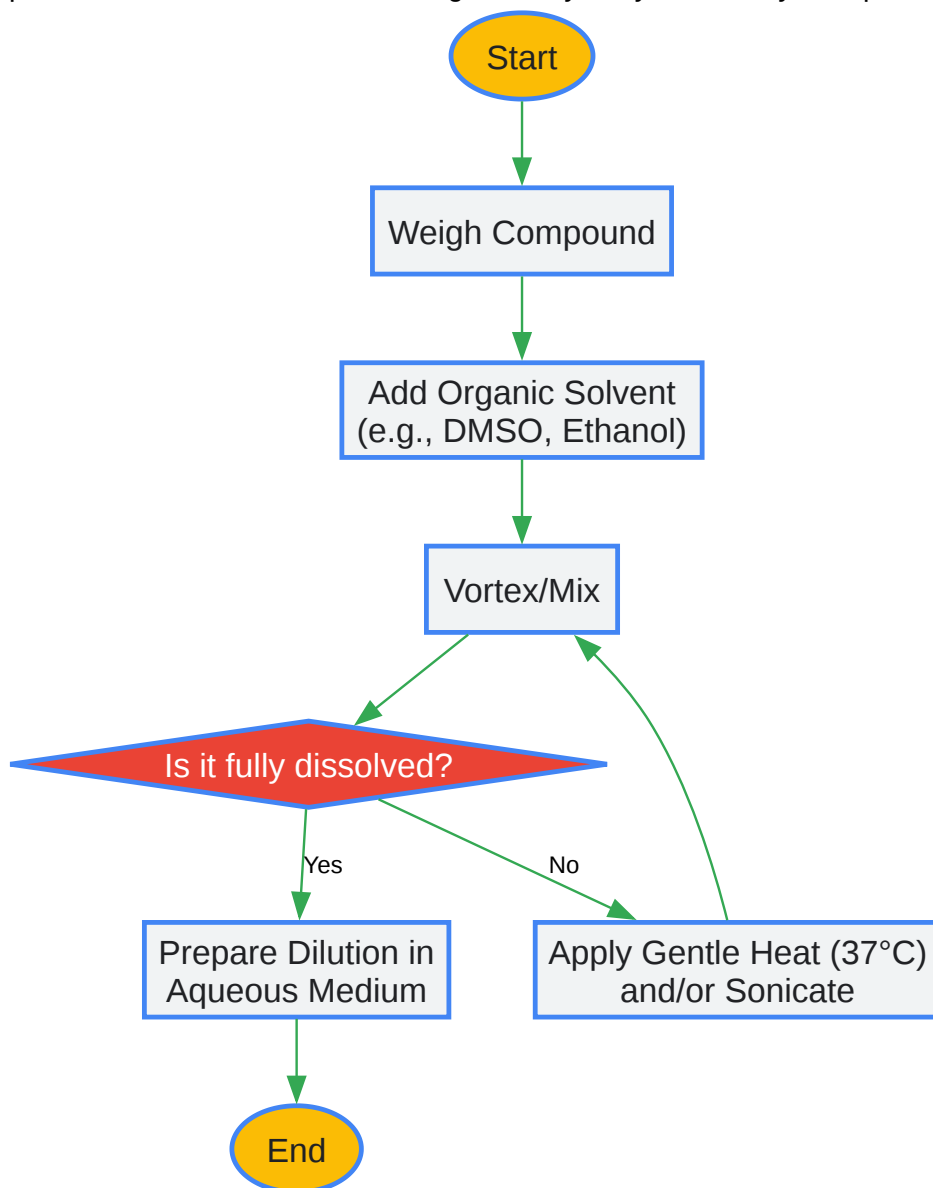 Start
Weigh Compound
Add Organic Solvent
(e.g., DMSO, Ethanol)
Vortex/Mix
Is it fully dissolved?
Yes
No
Prepare Dilution in
Aqueous Medium
Apply Gentle Heat (37°C)
and/or Sonicate
End